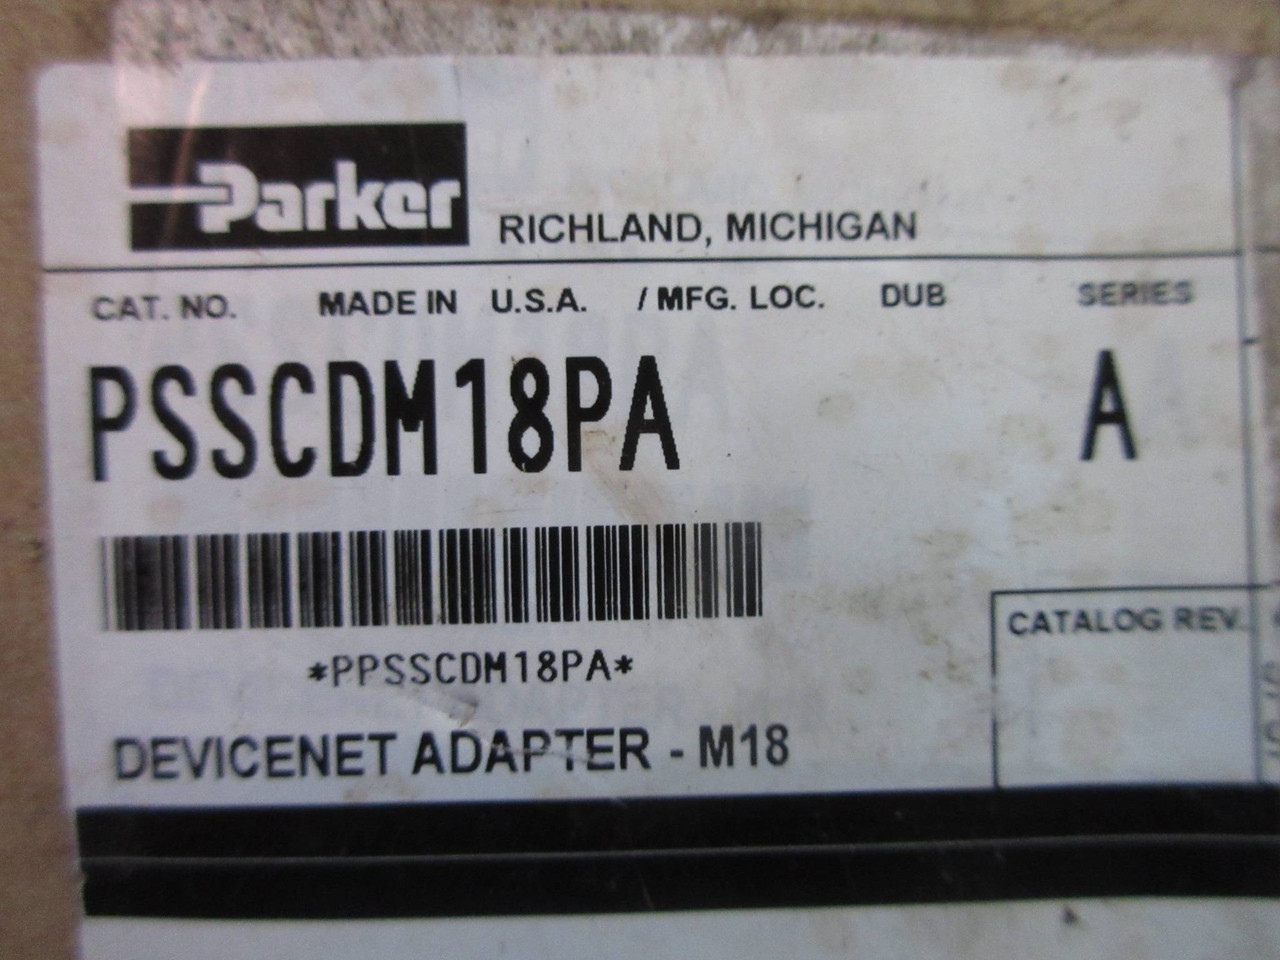 Parker RICHLAND, MICHIGAN
CAT. NO. MADE IN U.S.A. / MFG. LOC. DUB SERIES
PSSCDM18PA A
*PPSSCDM18PA*
CATALOG REV.
DEVICENET ADAPTER - M18